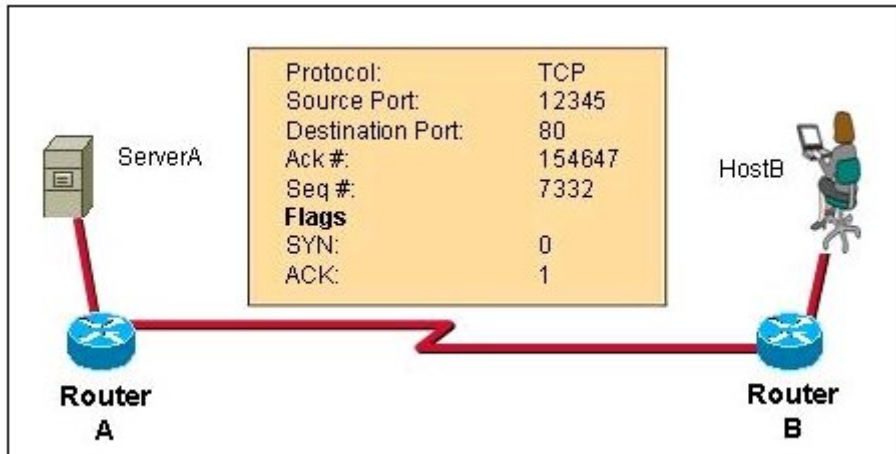 Protocol: TCP
Source Port: 12345
Destination Port: 80
Ack #: 154647
Seq #: 7332
Flags
SYN: 0
ACK: 1
ServerA
HostB
Router
A
Router
B